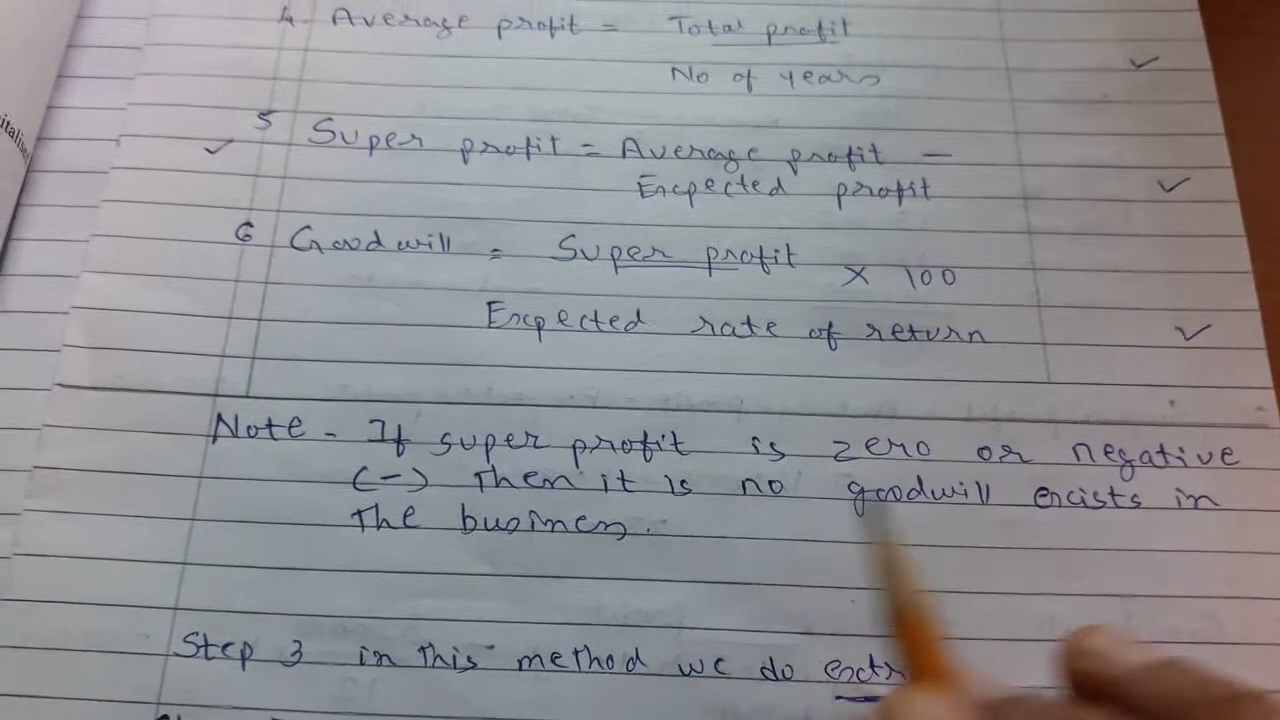 italise
4. Average profit = Total profit
No of years
5 Super profit = Average profit –
Expected profit
6 Goodwill = Super profit × 100
Expected rate of return
Note - If super profit is zero or negative
(-) Then it is no goodwill exists in
The business.
Step 3 in this method we do extr